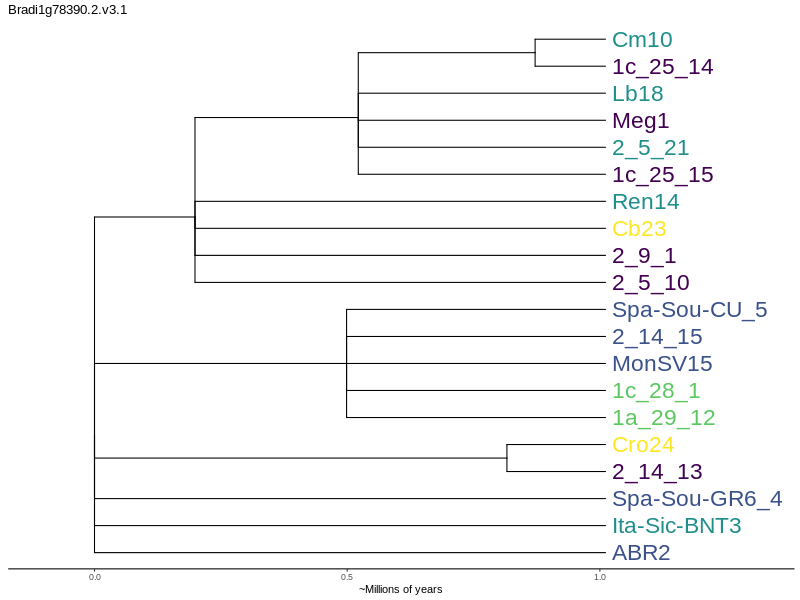 Bradi1g78390.2.v3.1
Cm10
1c_25_14
Lb18
Meg1
2_5_21
1c_25_15
Ren14
Cb23
2_9_1
2_5_10
Spa-Sou-CU_5
2_14_15
MonSV15
1c_28_1
1a_29_12
Cro24
2_14_13
Spa-Sou-GR6_4
Ita-Sic-BNT3
ABR2
0.0 0.5 1.0
~Millions of years